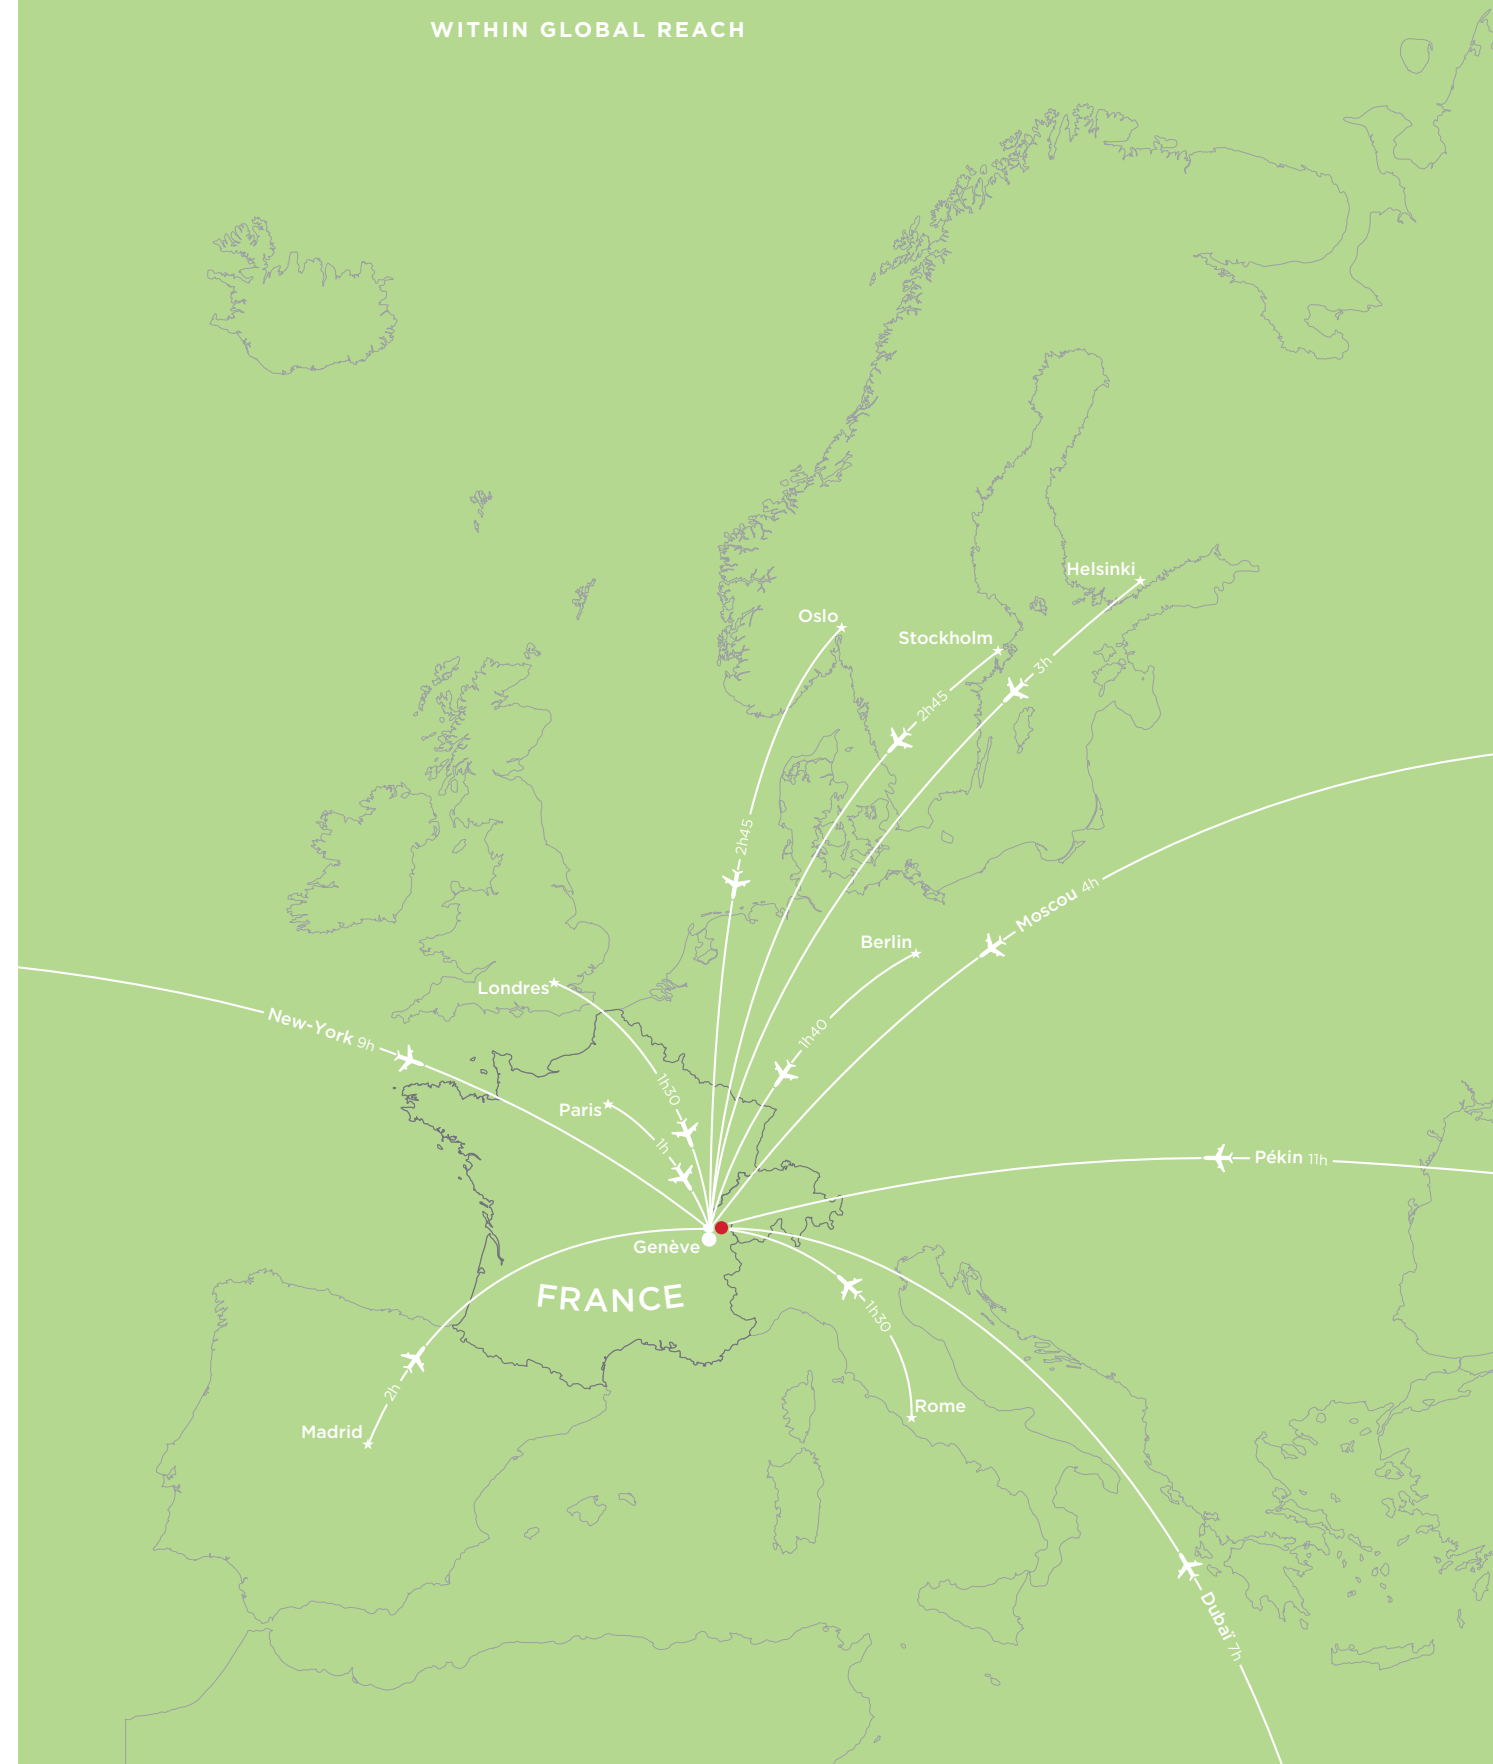 WITHIN GLOBAL REACH
Helsinki
Oslo
Stockholm
3h
2h45
2h45
Moscou 4h
Berlin
Londres
New-York 9h
1h40
1h30
Paris
1h
Pékin 11h
Genève
FRANCE
1h30
2h
Rome
Madrid
Dubaï 7h